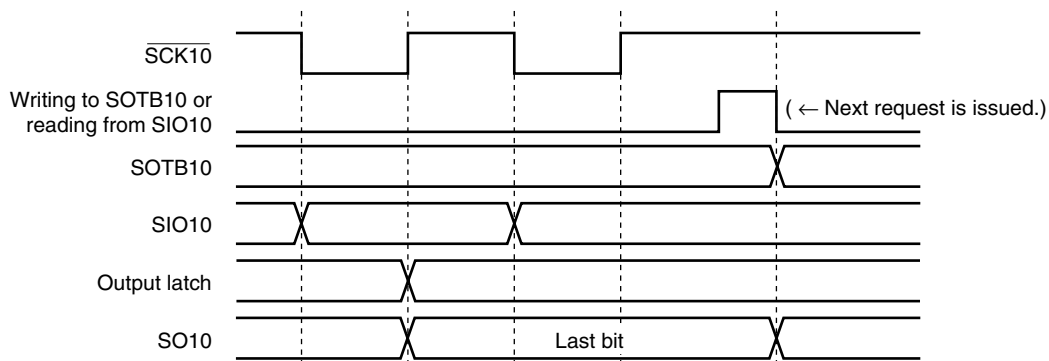 SCK10
Writing to SOTB10 or
reading from SIO10
( ← Next request is issued.)
SOTB10
SIO10
Output latch
SO10
Last bit